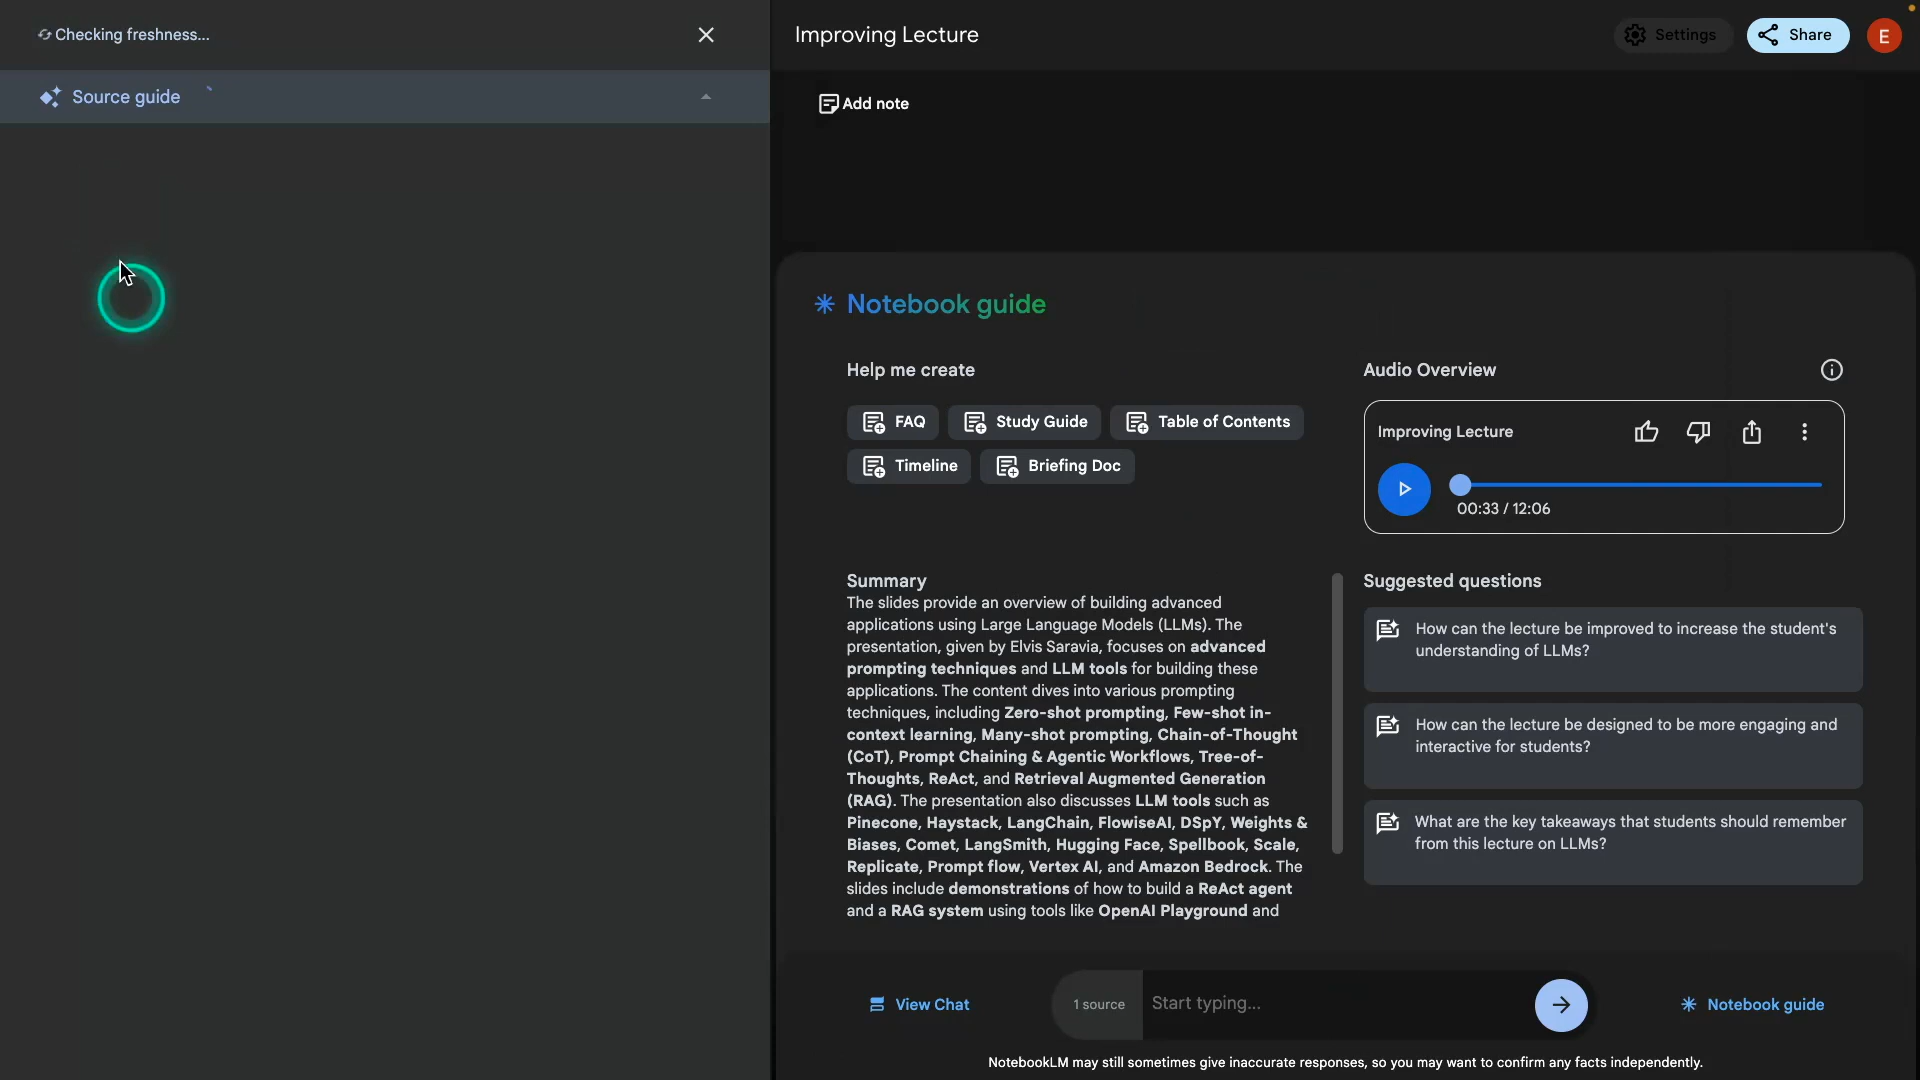 Checking freshness...
Source guide
Improving Lecture
Settings
Share
E
Add note
Notebook guide
Help me create
FAQ
Study Guide
Table of Contents
Timeline
Briefing Doc
Audio Overview
Improving Lecture
00:33 / 12:06
Summary
The slides provide an overview of building advanced
applications using Large Language Models (LLMs). The
presentation, given by Elvis Saravia, focuses on advanced
prompting techniques and LLM tools for building these
applications. The content dives into various prompting
techniques, including Zero-shot prompting, Few-shot in-
context learning, Many-shot prompting, Chain-of-Thought
(CoT), Prompt Chaining & Agentic Workflows, Tree-of-
Thoughts, ReAct, and Retrieval Augmented Generation
(RAG). The presentation also discusses LLM tools such as
Pinecone, Haystack, LangChain, FlowiseAI, DSpY, Weights &
Biases, Comet, LangSmith, Hugging Face, Spellbook, Scale,
Replicate, Prompt flow, Vertex AI, and Amazon Bedrock. The
slides include demonstrations of how to build a ReAct agent
and a RAG system using tools like OpenAI Playground and
Suggested questions
How can the lecture be improved to increase the student's
understanding of LLMs?
How can the lecture be designed to be more engaging and
interactive for students?
What are the key takeaways that students should remember
from this lecture on LLMs?
View Chat
1 source
Start typing...
Notebook guide
NotebookLM may still sometimes give inaccurate responses, so you may want to confirm any facts independently.